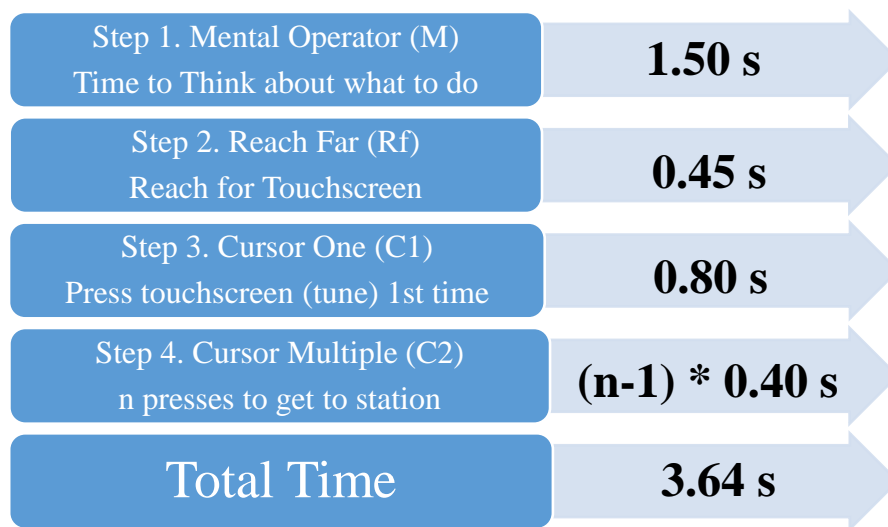 Step 1. Mental Operator (M)
Time to Think about what to do
1.50 s
Step 2. Reach Far (Rf)
Reach for Touchscreen
0.45 s
Step 3. Cursor One (C1)
Press touchscreen (tune) 1st time
0.80 s
Step 4. Cursor Multiple (C2)
n presses to get to station
(n-1) * 0.40 s
Total Time
3.64 s